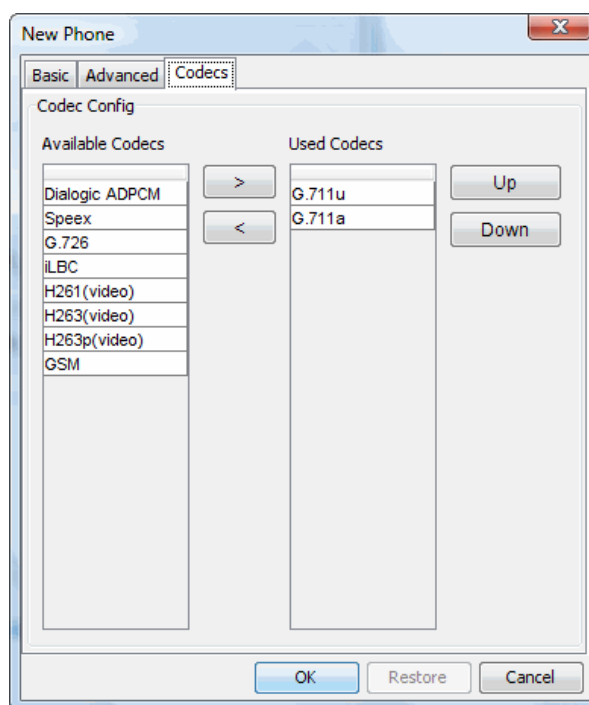 New Phone
x
Basic Advanced Codecs
Codec Config
Available Codecs
Used Codecs
Dialogic ADPCM
Speex
G.726
iLBC
H261(video)
H263(video)
H263p(video)
GSM
>
<
G.711u
G.711a
Up
Down
OK Restore Cancel